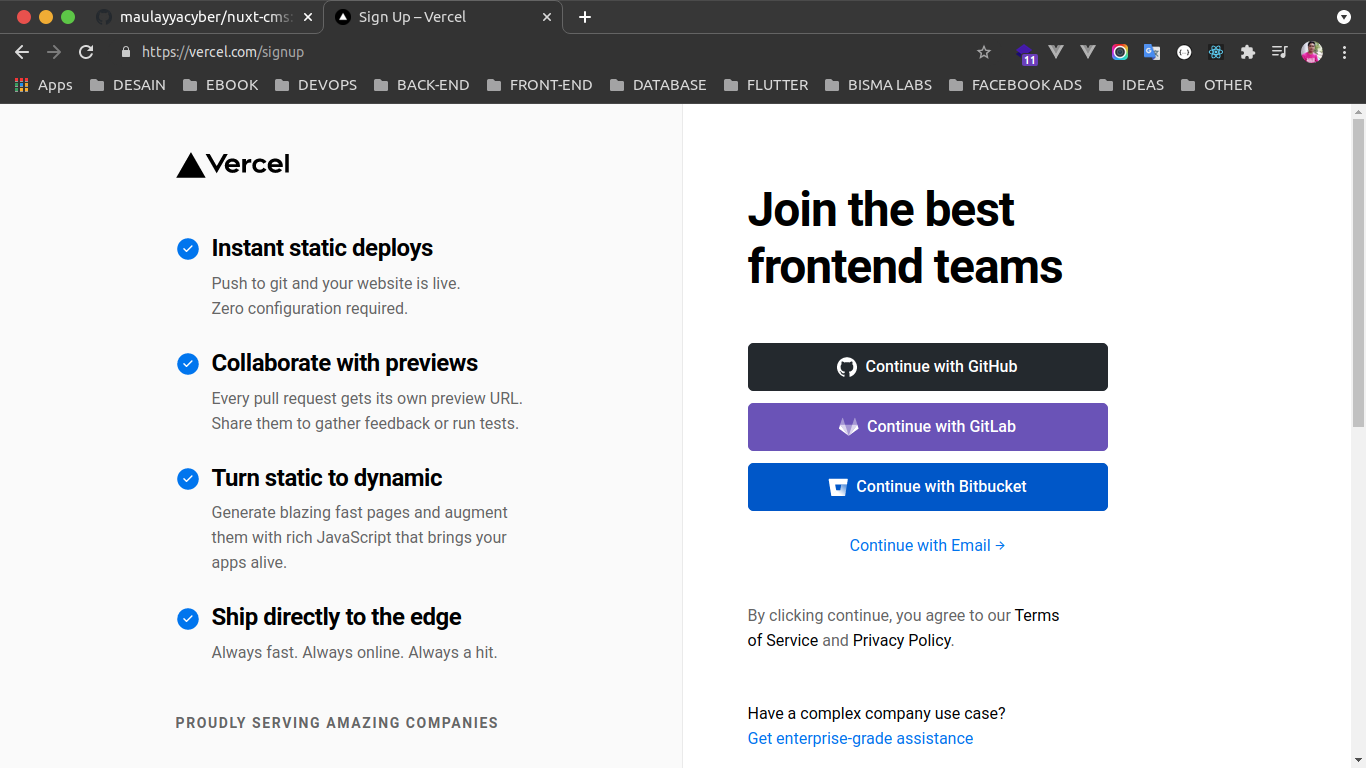 maulayyacyber/nuxt-cms:
Sign Up – Vercel
https://vercel.com/signup
11
Apps
DESAIN
EBOOK
DEVOPS
BACK-END
FRONT-END
DATABASE
FLUTTER
BISMA LABS
FACEBOOK ADS
IDEAS
OTHER
Vercel
Instant static deploys
Push to git and your website is live.
Zero configuration required.
Collaborate with previews
Every pull request gets its own preview URL.
Share them to gather feedback or run tests.
Turn static to dynamic
Generate blazing fast pages and augment
them with rich JavaScript that brings your
apps alive.
Ship directly to the edge
Always fast. Always online. Always a hit.
PROUDLY SERVING AMAZING COMPANIES
Join the best
frontend teams
Continue with GitHub
Continue with GitLab
Continue with Bitbucket
Continue with Email →
By clicking continue, you agree to our Terms
of Service and Privacy Policy.
Have a complex company use case?
Get enterprise-grade assistance